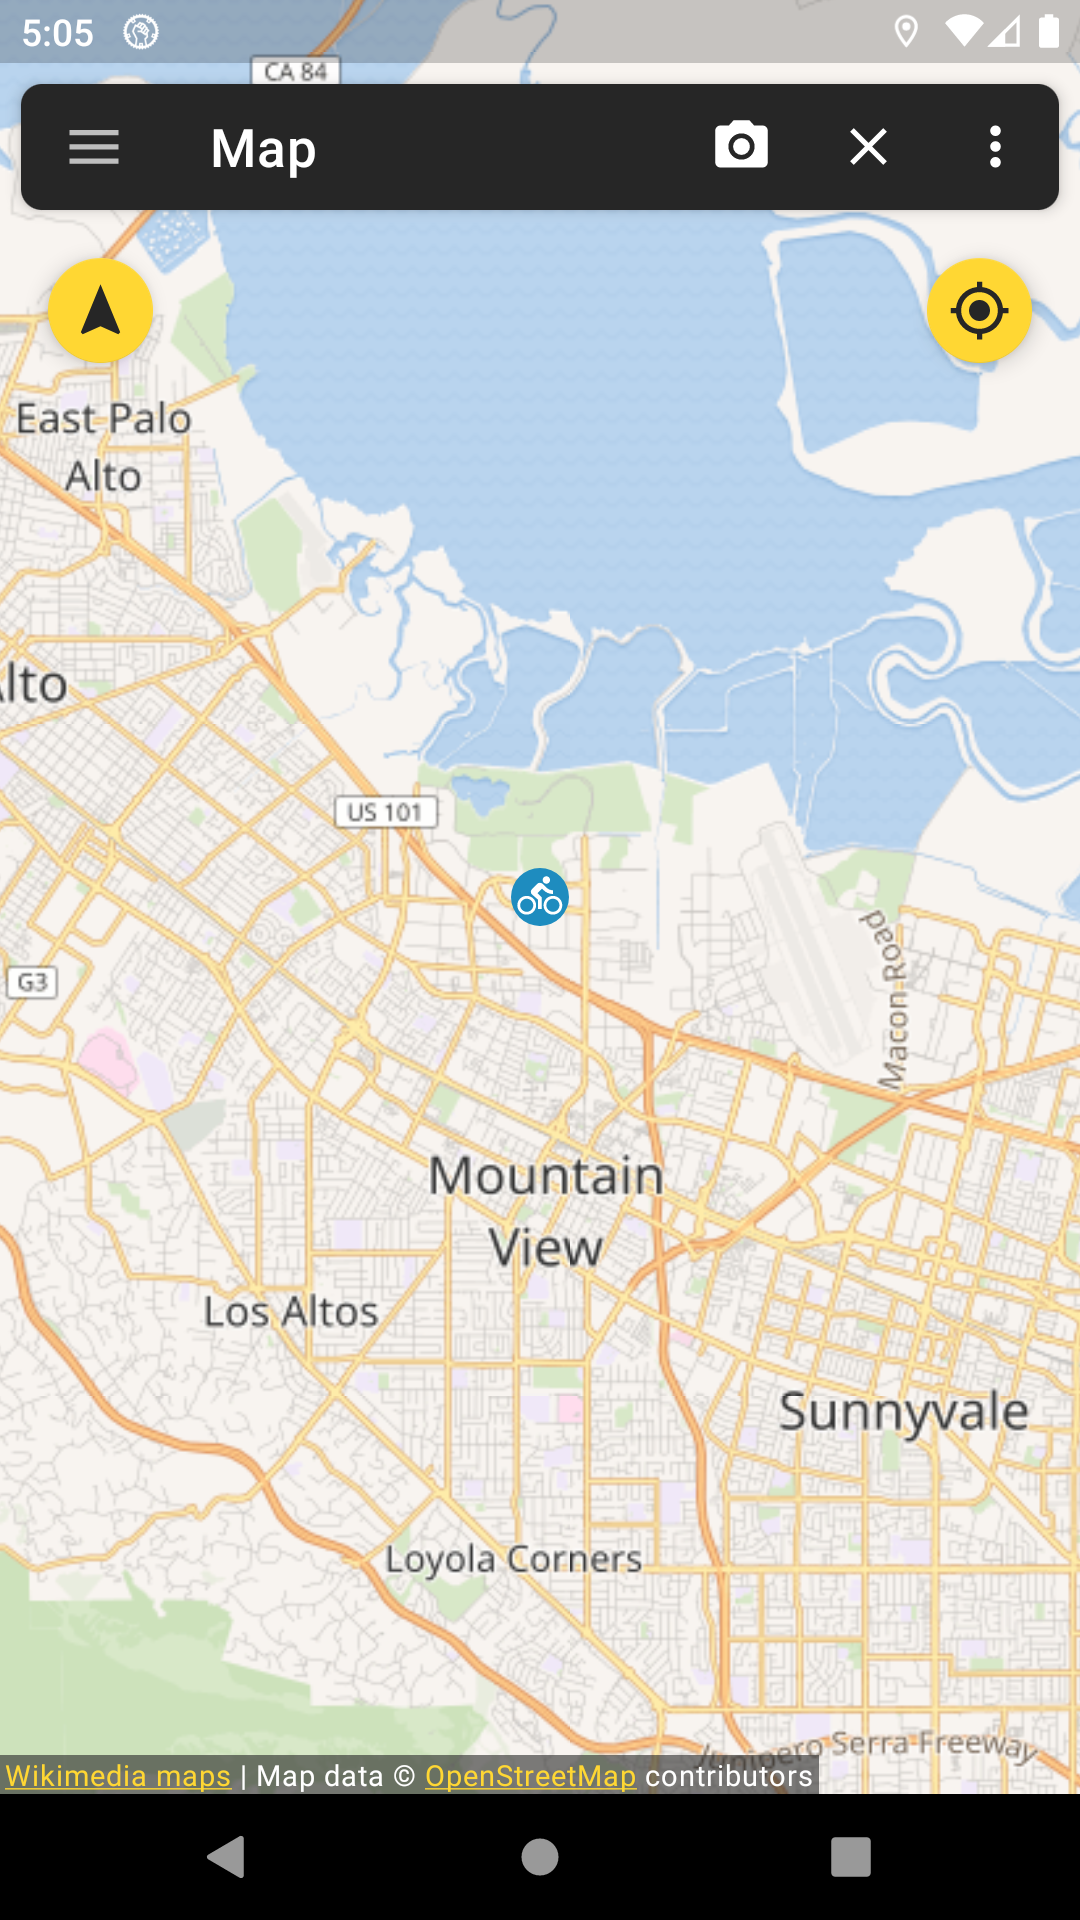 5:05
CA 84
Map
East Palo
Alto
Alto
US 101
G3
Macon Road
Mountain
View
Los Altos
Sunnyvale
Loyola Corners
Junipero Serra Freeway
Wikimedia maps | Map data © OpenStreetMap contributors